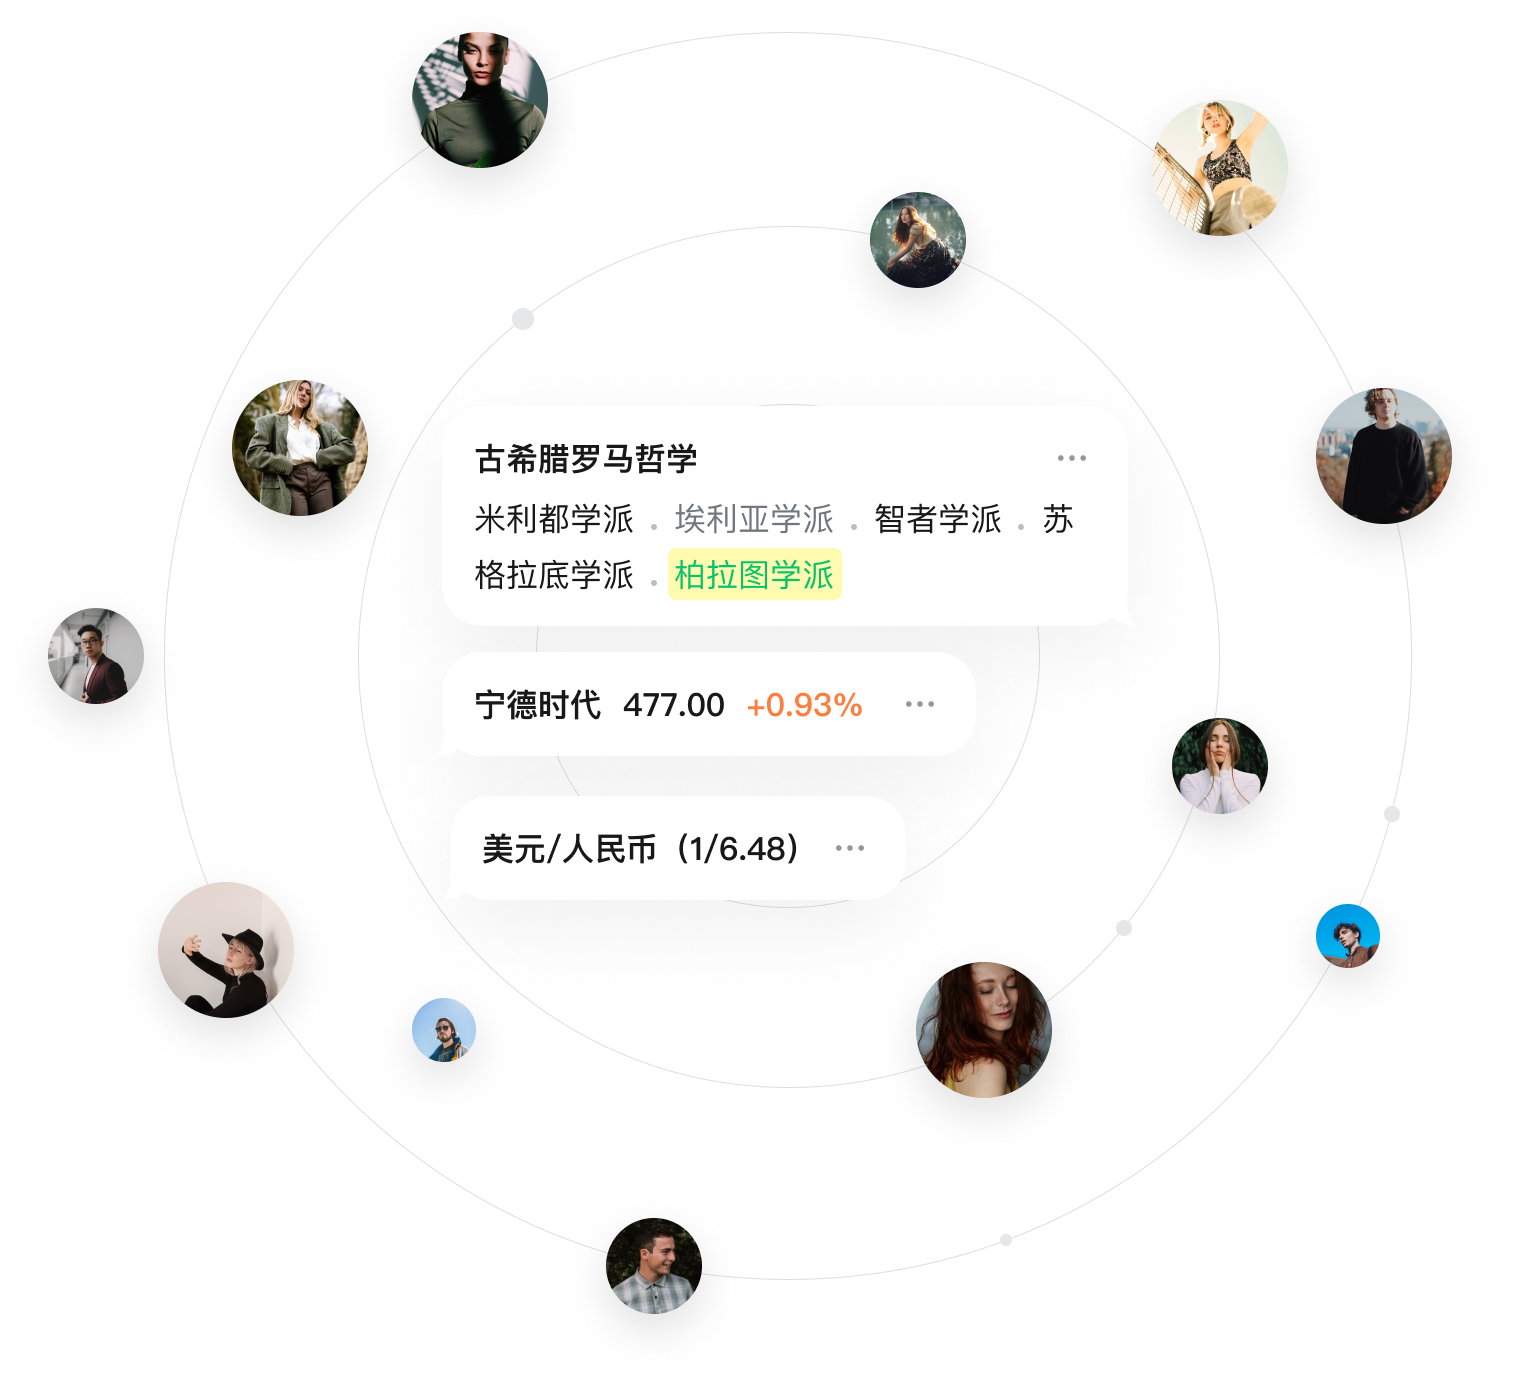 古希腊罗马哲学
米利都学派 . 埃利亚学派 . 智者学派 . 苏
格拉底学派 . 柏拉图学派
宁德时代 477.00 +0.93%
美元/人民币（1/6.48）